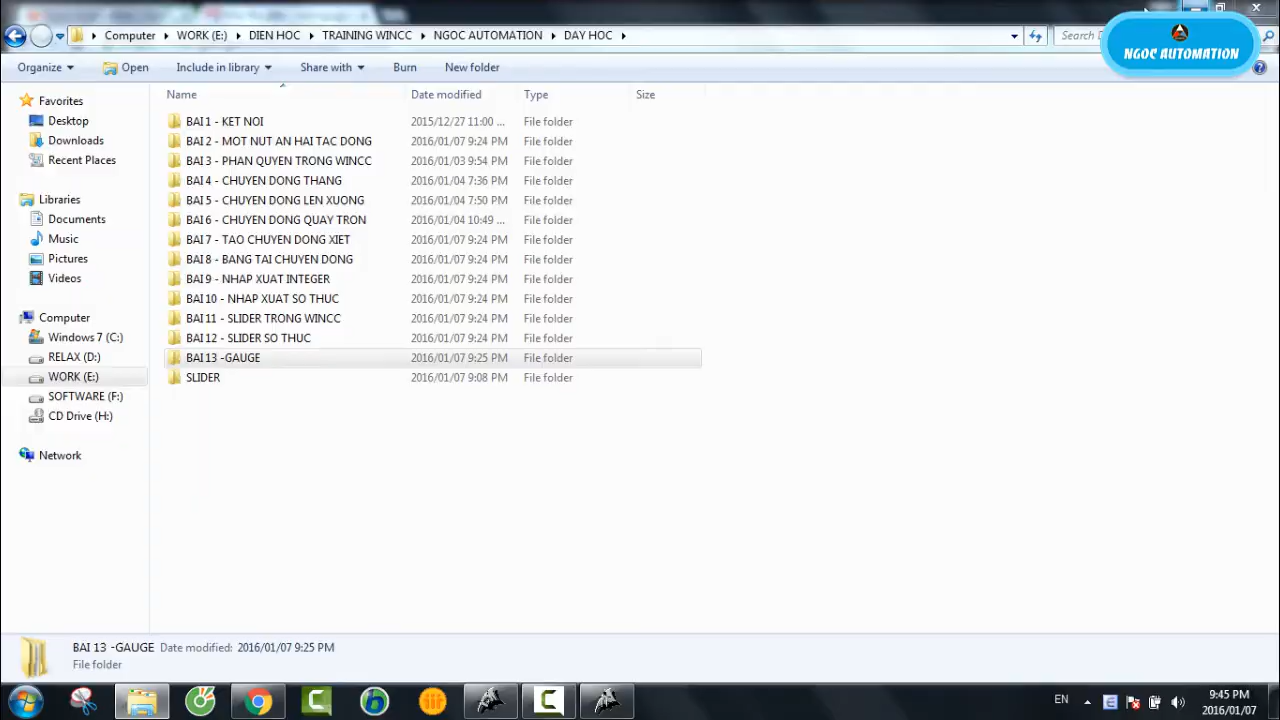 Computer WORK (E:) DIEN HOC TRAINING WINCC NGOC AUTOMATION DAY HOC
Search
NGOC AUTOMATION
Organize Open Include in library Share with Burn New folder
Name Date modified Type Size
Favorites
Desktop
Downloads
Recent Places
Libraries
Documents
Music
Pictures
Videos
Computer
Windows 7 (C:)
RELAX (D:)
WORK (E:)
SOFTWARE (F:)
CD Drive (H:)
Network
BAI 1 - KET NOI 2015/12/27 11:00 ... File folder
BAI 2 - MOT NUT AN HAI TAC DONG 2016/01/07 9:24 PM File folder
BAI 3 - PHAN QUYEN TRONG WINCC 2016/01/03 9:54 PM File folder
BAI 4 - CHUYEN DONG THANG 2016/01/04 7:36 PM File folder
BAI 5 - CHUYEN DONG LEN XUONG 2016/01/04 7:50 PM File folder
BAI 6 - CHUYEN DONG QUAY TRON 2016/01/04 10:49 ... File folder
BAI 7 - TAO CHUYEN DONG XIET 2016/01/07 9:24 PM File folder
BAI 8 - BANG TAI CHUYEN DONG 2016/01/07 9:24 PM File folder
BAI 9 - NHAP XUAT INTEGER 2016/01/07 9:24 PM File folder
BAI 10 - NHAP XUAT SO THUC 2016/01/07 9:24 PM File folder
BAI 11 - SLIDER TRONG WINCC 2016/01/07 9:24 PM File folder
BAI 12 - SLIDER SO THUC 2016/01/07 9:24 PM File folder
BAI 13 -GAUGE 2016/01/07 9:25 PM File folder
SLIDER 2016/01/07 9:08 PM File folder
BAI 13 -GAUGE Date modified: 2016/01/07 9:25 PM
File folder
EN
9:45 PM
2016/01/07